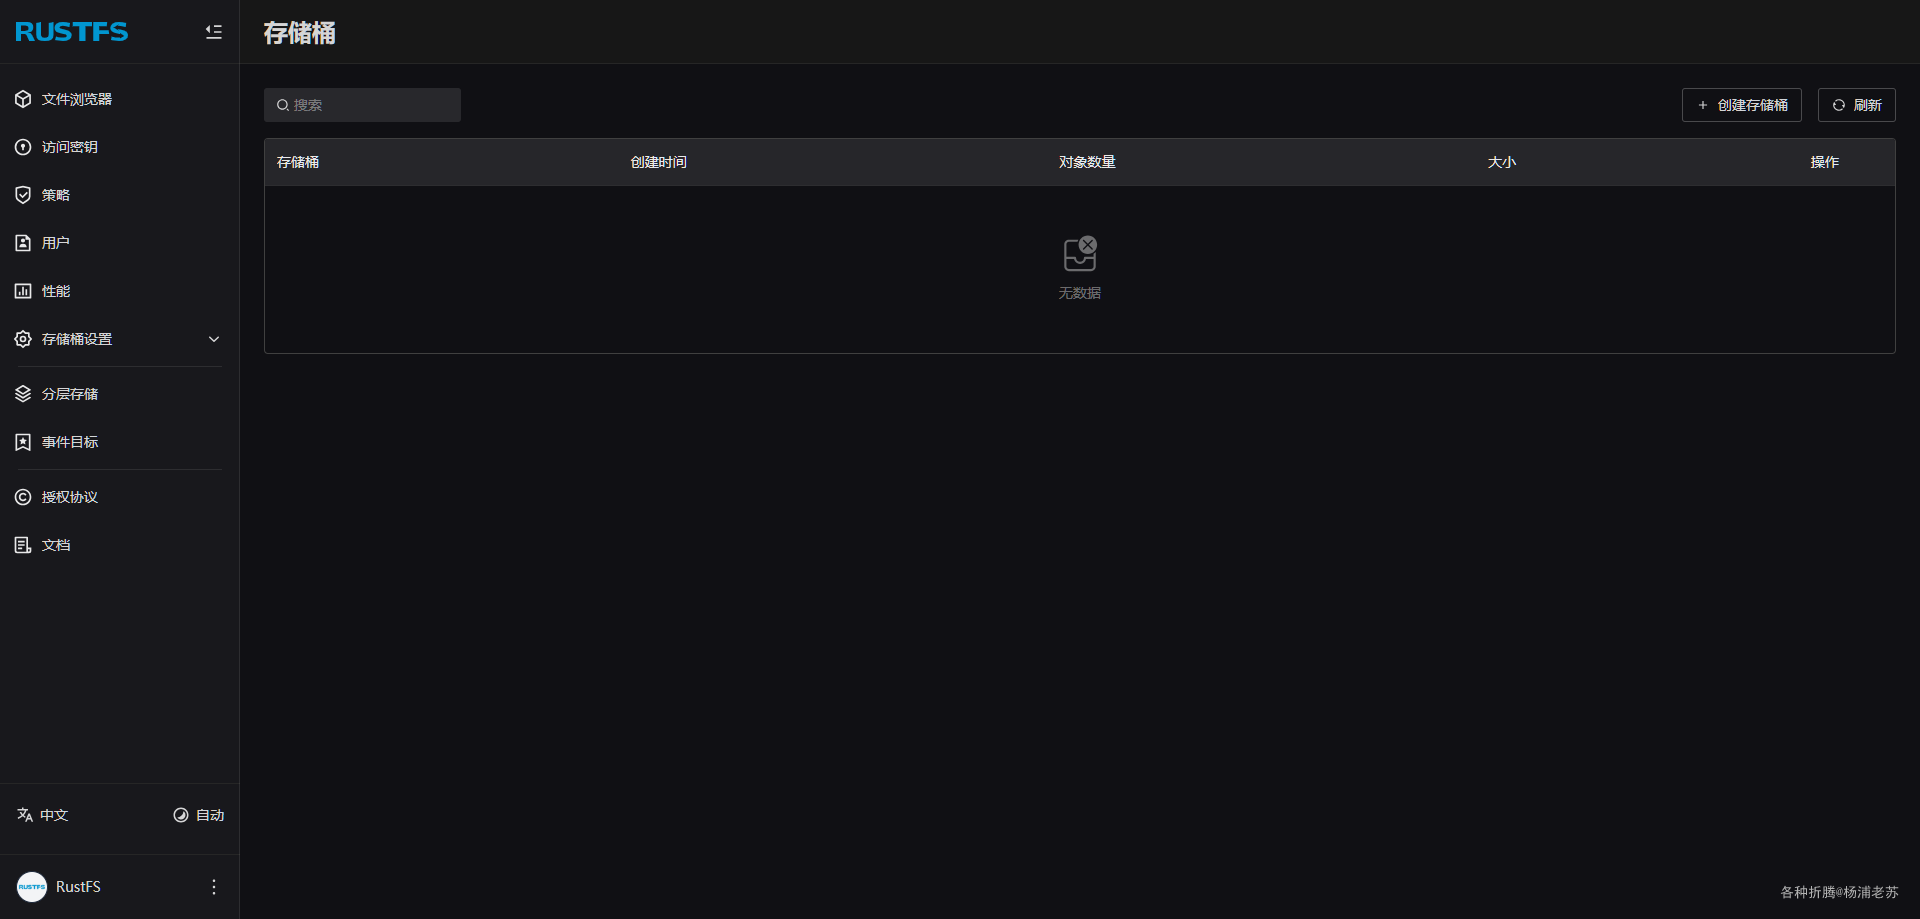 RUSTFS
存储桶
文件浏览器
访问密钥
策略
用户
性能
存储桶设置
分层存储
事件目标
授权协议
文档
中文
自动
RUSTFS
RustFS
搜索
创建存储桶
刷新
存储桶 创建时间 对象数量 大小 操作
无数据
各种折腾@杨浦老苏